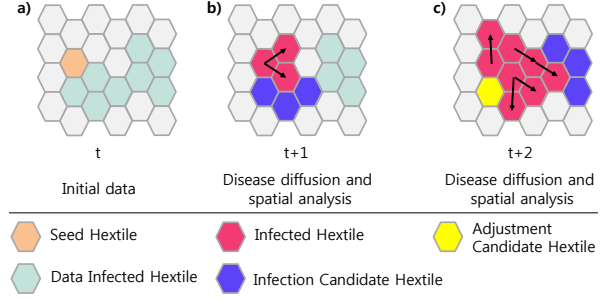 a)
b)
c)
t
t+1
t+2
Initial data
Disease diffusion and
spatial analysis
Disease diffusion and
spatial analysis
Seed Hextile
Infected Hextile
Adjustment
Candidate Hextile
Data Infected Hextile
Infection Candidate Hextile